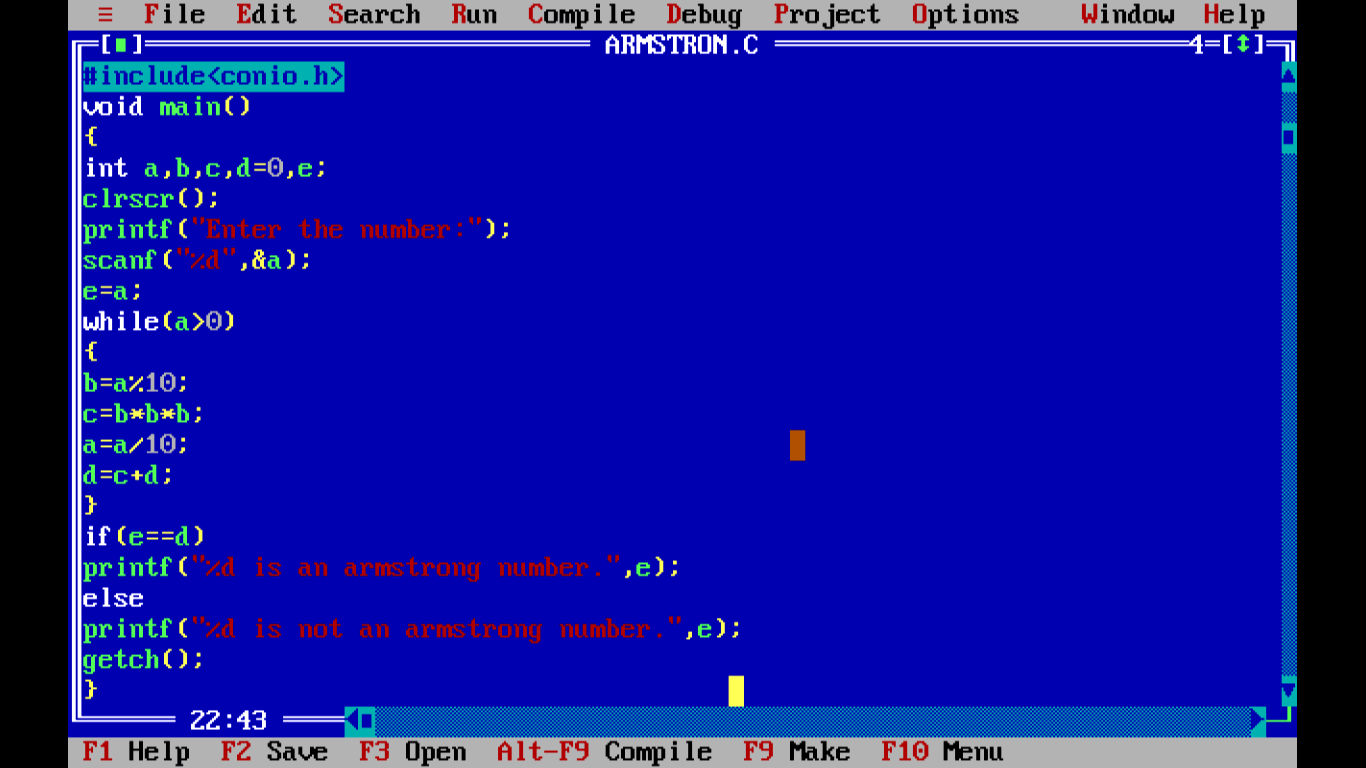 ≡ File Edit Search Run Compile Debug Project Options Window Help
[■] ARMSTRON.C 4=[↕]
#include<conio.h>
void main()
{
int a,b,c,d=0,e;
clrscr();
printf("Enter the number:");
scanf("%d",&a);
e=a;
while(a>0)
{
b=a%10;
c=b*b*b;
a=a/10;
d=c+d;
}
if(e==d)
printf("%d is an armstrong number.",e);
else
printf("%d is not an armstrong number.",e);
getch();
}
22:43
F1 Help F2 Save F3 Open Alt-F9 Compile F9 Make F10 Menu